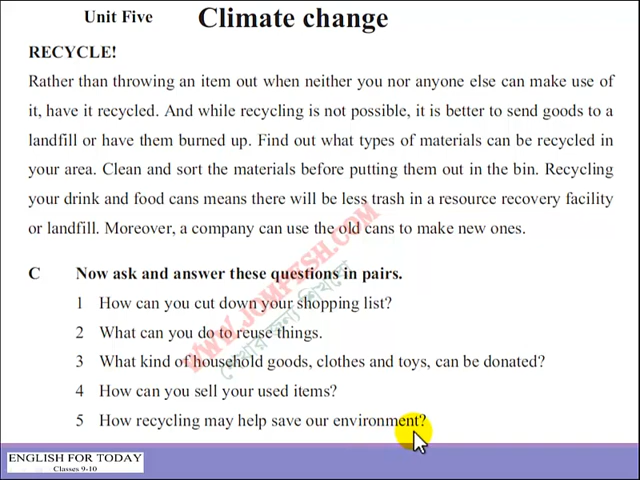 Unit Five
Climate change
RECYCLE!
Rather than throwing an item out when neither you nor anyone else can make use of
it, have it recycled. And while recycling is not possible, it is better to send goods to a
landfill or have them burned up. Find out what types of materials can be recycled in
your area. Clean and sort the materials before putting them out in the bin. Recycling
your drink and food cans means there will be less trash in a resource recovery facility
or landfill. Moreover, a company can use the old cans to make new ones.
C Now ask and answer these questions in pairs.
1 How can you cut down your shopping list?
2 What can you do to reuse things.
3 What kind of household goods, clothes and toys, can be donated?
4 How can you sell your used items?
5 How recycling may help save our environment?
WWW.JOMFISH.COM
শেখার জন্য শিখাবে
ENGLISH FOR TODAY
Classes 9-10